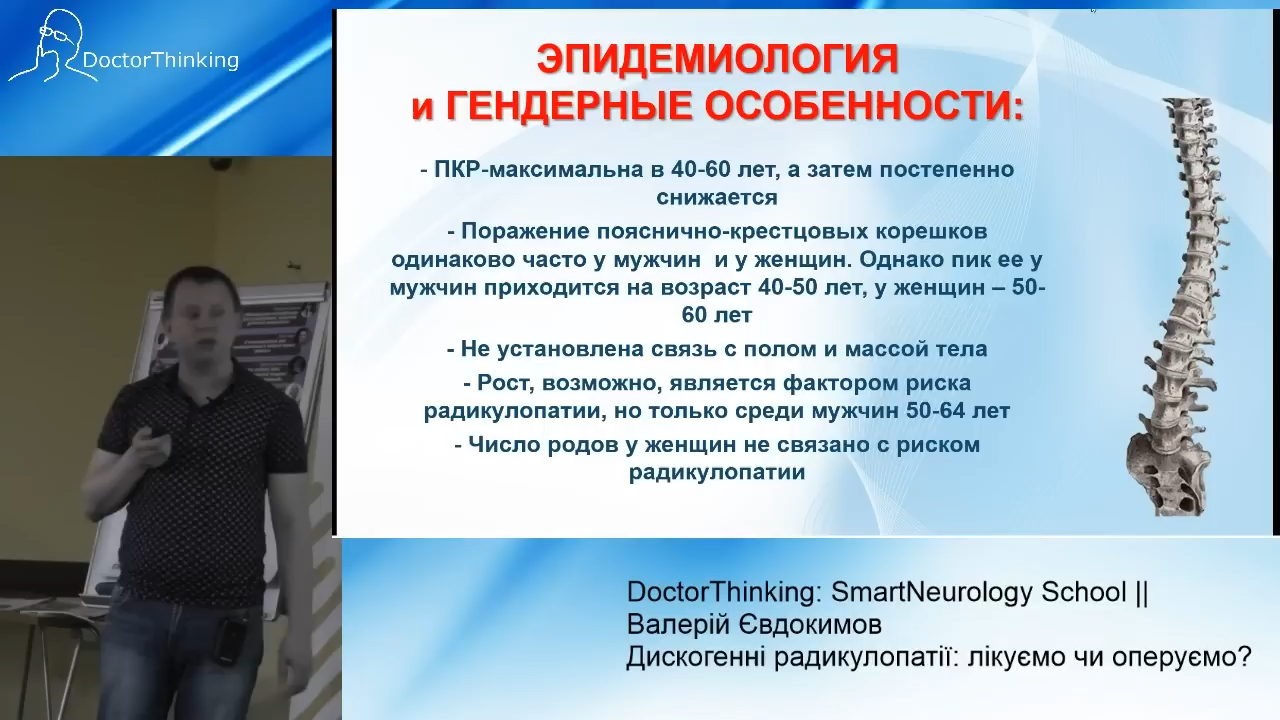 DoctorThinking
ЭПИДЕМИОЛОГИЯ
и ГЕНДЕРНЫЕ ОСОБЕННОСТИ:
- ПКР-максимальна в 40-60 лет, а затем постепенно
снижается
- Поражение пояснично-крестцовых корешков
одинаково часто у мужчин и у женщин. Однако пик ее у
мужчин приходится на возраст 40-50 лет, у женщин – 50-
60 лет
- Не установлена связь с полом и массой тела
- Рост, возможно, является фактором риска
радикулопатии, но только среди мужчин 50-64 лет
- Число родов у женщин не связано с риском
радикулопатии
DoctorThinking: SmartNeurology School ||
Валерій Євдокимов
Дискогенні радикулопатії: лікуємо чи оперуємо?